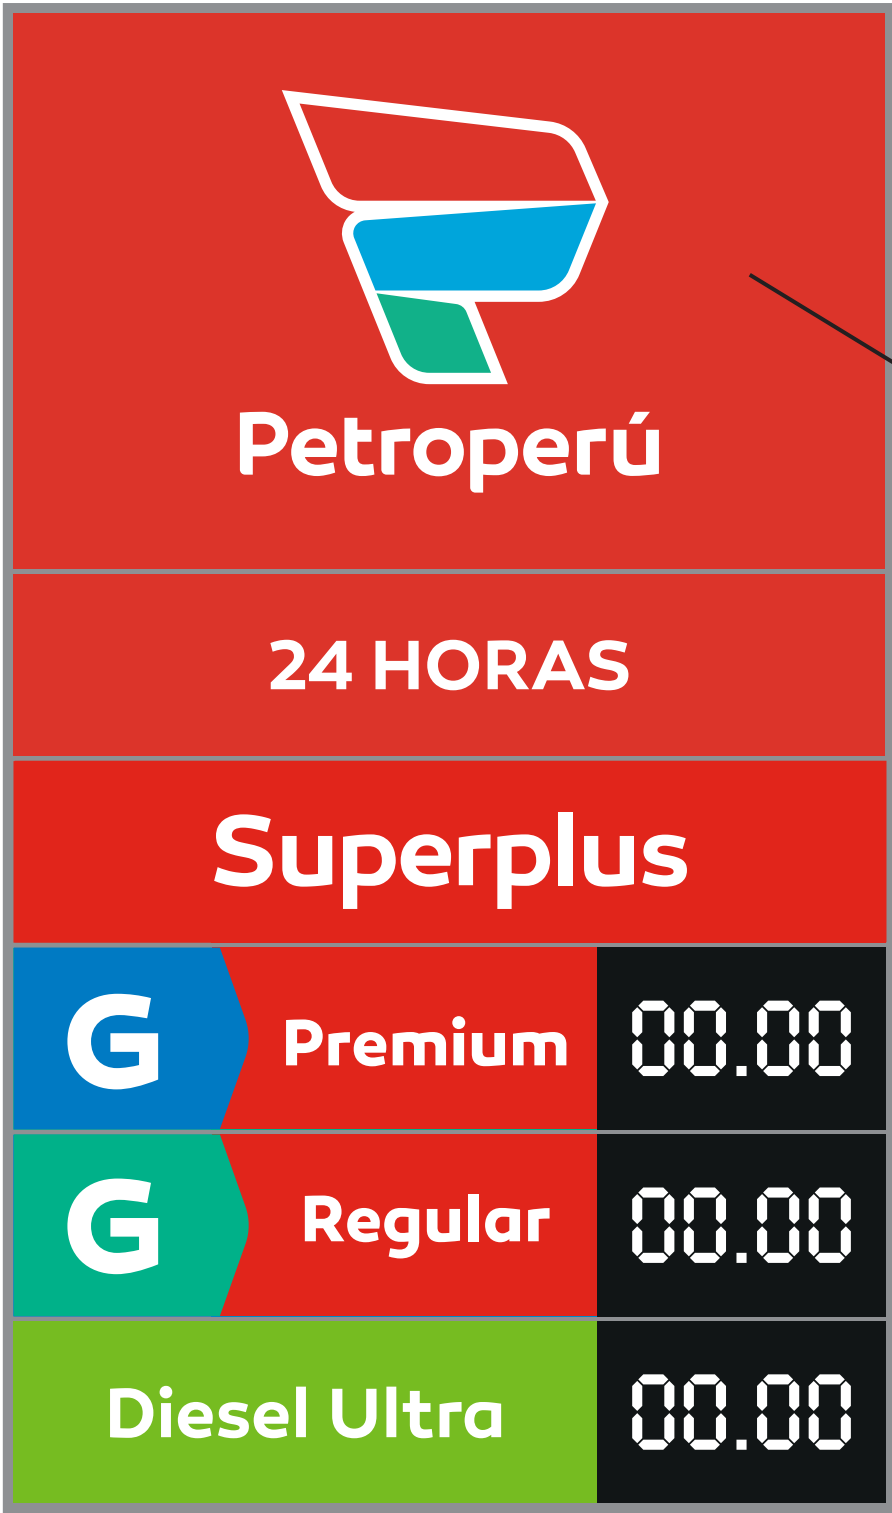 Petroperú
24 HORAS
Superplus
G Premium 00.00
G Regular 00.00
Diesel Ultra 00.00